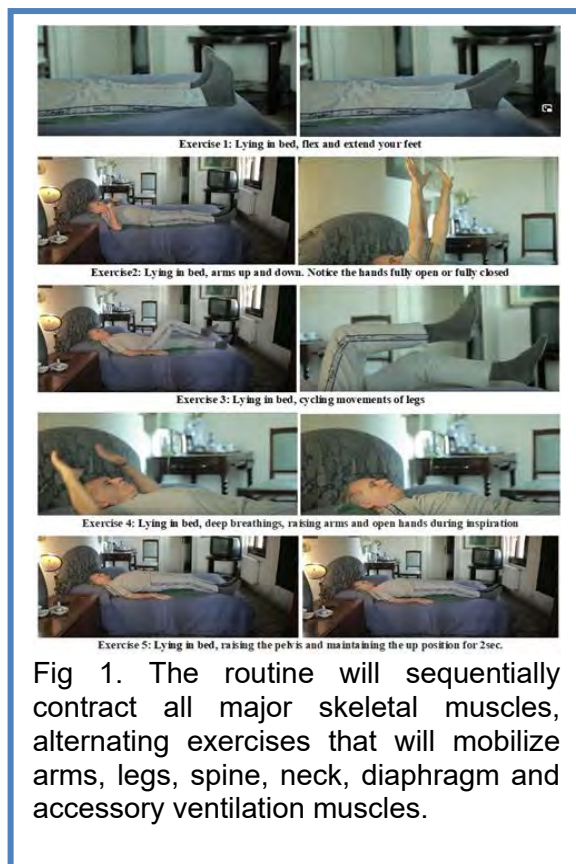 Exercise 1: Lying in bed, flex and extend your feet
Exercise2: Lying in bed, arms up and down. Notice the hands fully open or fully closed
Exercise 3: Lying in bed, cycling movements of legs
Exercise 4: Lying in bed, deep breathings, raising arms and open hands during inspiration
Exercise 5: Lying in bed, raising the pelvis and maintaining the up position for 2sec.
Fig 1. The routine will sequentially
contract all major skeletal muscles,
alternating exercises that will mobilize
arms, legs, spine, neck, diaphragm and
accessory ventilation muscles.